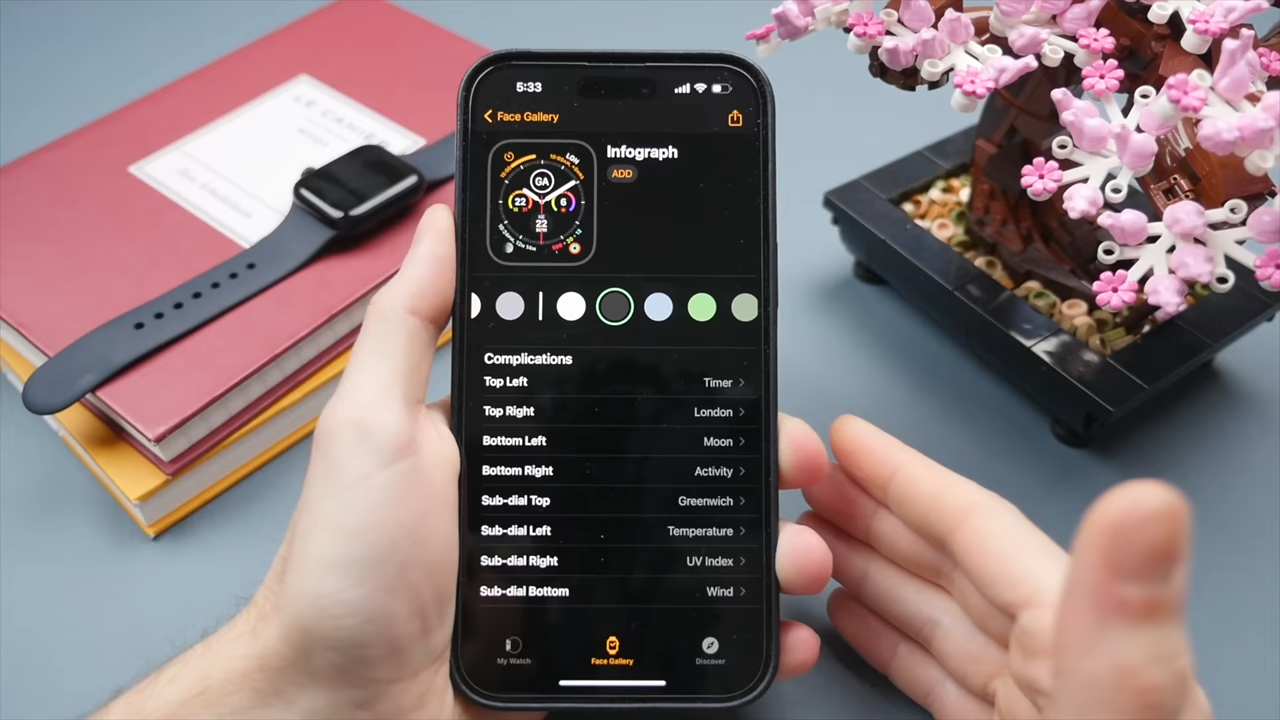 5:33
Face Gallery
Infograph
ADD
LON
GA
22
6
22
Complications
Top Left Timer
Top Right London
Bottom Left Moon
Bottom Right Activity
Sub-dial Top Greenwich
Sub-dial Left Temperature
Sub-dial Right UV Index
Sub-dial Bottom Wind
My Watch
Face Gallery
Discover